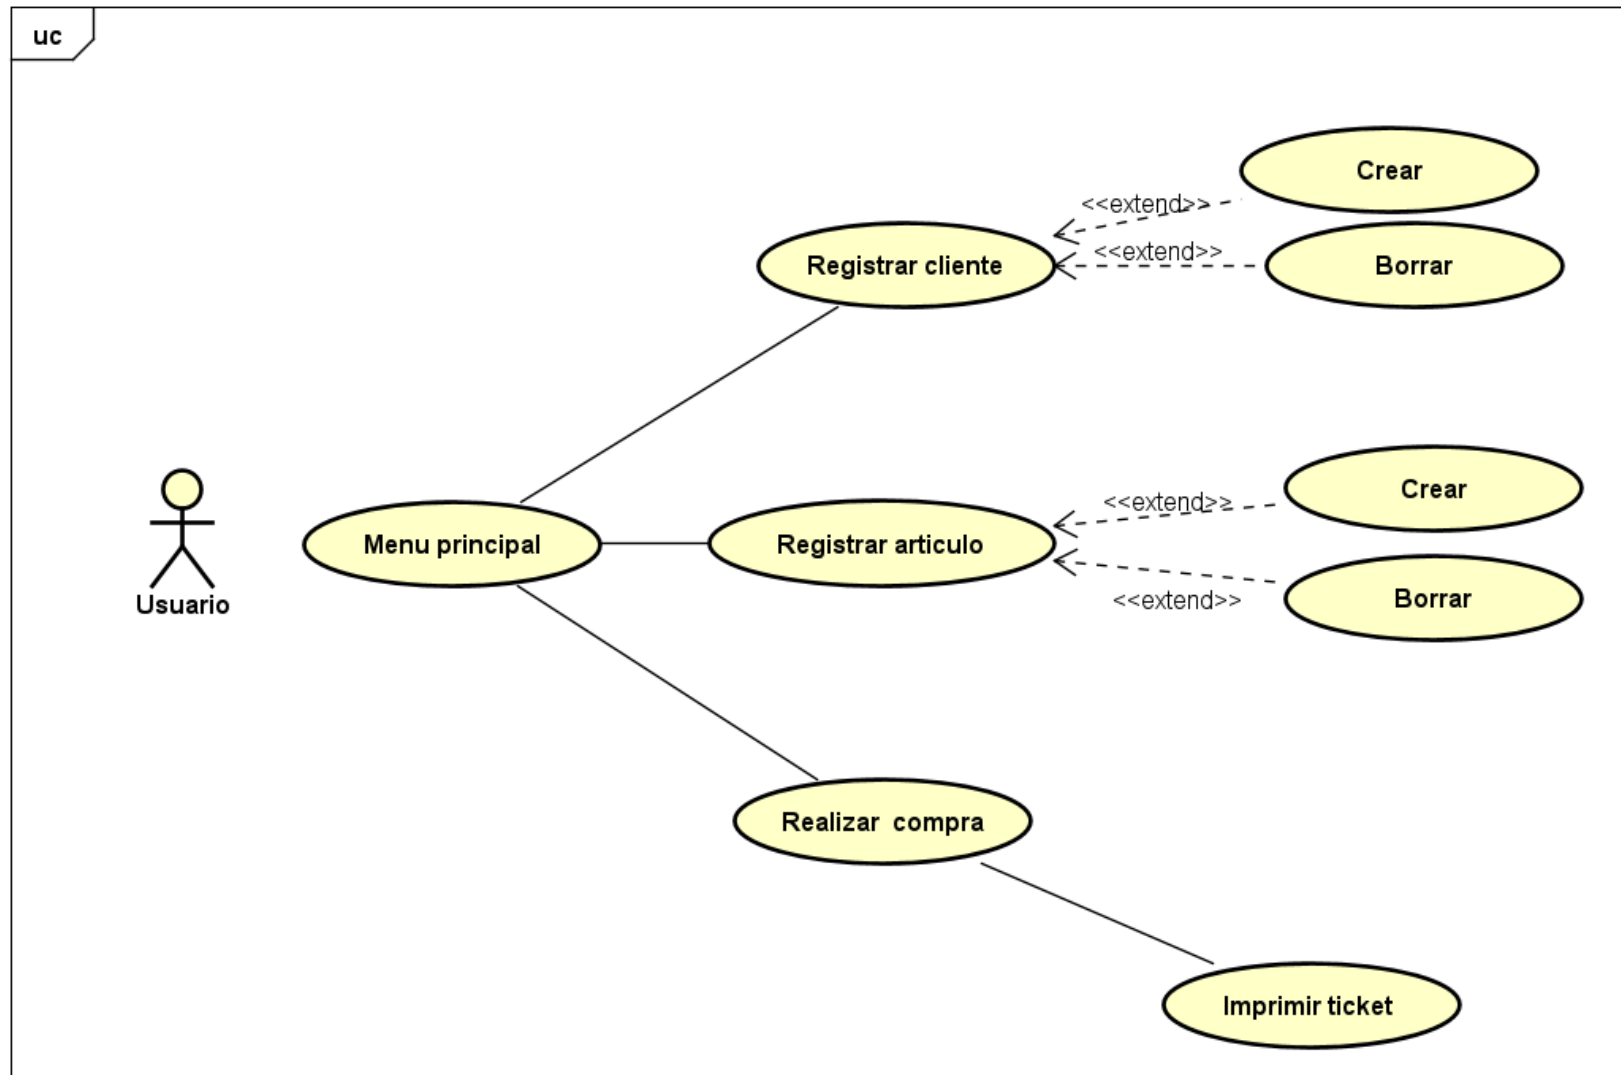 uc
Crear
<<extend>>
<<extend>>
Registrar cliente
Borrar
Crear
<<extend>>
Menu principal
Registrar articulo
Borrar
<<extend>>
Usuario
Realizar  compra
Imprimir ticket